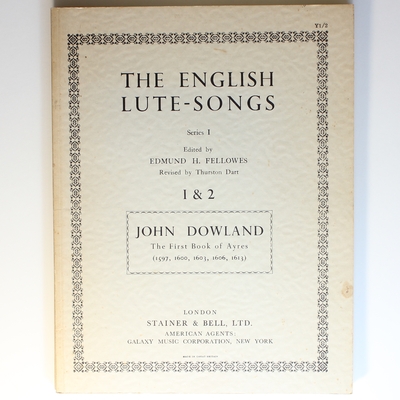 Y1/2
THE ENGLISH
LUTE-SONGS
Series I
Edited by
EDMUND H. FELLOWES
Revised by Thurston Dart
1 & 2
JOHN DOWLAND
The First Book of Ayres
(1597, 1600, 1603, 1606, 1613)
LONDON
STAINER & BELL, LTD.
AMERICAN AGENTS:
GALAXY MUSIC CORPORATION, NEW YORK